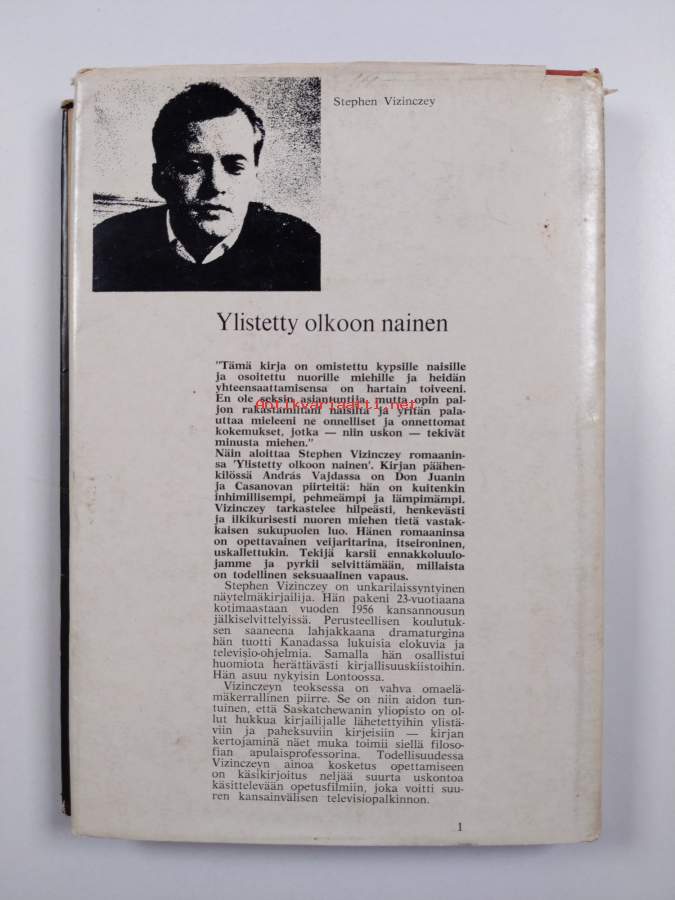 Stephen Vizinczey
Ylistetty olkoon nainen
"Tämä kirja on omistettu kypsille naisille
ja osoitettu nuorille miehille ja heidän
yhteensaattamisensa on hartain toiveeni.
En ole seksin asiantuntija, mutta opin pal-
jon rakastamiltani naisilta ja yritän pala-
antikvariaatti.net
uttaa mieleeni ne onnelliset ja onnettomat
kokemukset, jotka — niin uskon — tekivät
minusta miehen."
Näin aloittaa Stephen Vizinczey romaanin-
sa 'Ylistetty olkoon nainen'. Kirjan päähen-
kilössä András Vajdassa on Don Juanin
ja Casanovan piirteitä: hän on kuitenkin
inhimillisempi, pehmeämpi ja lämpimämpi.
Vizinczey tarkastelee hilpeästi, henkevästi
ja ilkikurisesti nuoren miehen tietä vastak-
kaisen sukupuolen luo. Hänen romaaninsa
on opettavainen veijaritarina, itseironinen,
uskallettukin. Tekijä karsii ennakkoluulo-
jamme ja pyrkii selvittämään, millaista
on todellinen seksuaalinen vapaus.
Stephen Vizinczey on unkarilaissyntyinen
näytelmäkirjailija. Hän pakeni 23-vuotiaana
kotimaastaan vuoden 1956 kansannousun
jälkiselvittelyissä. Perusteellisen koulutuk-
sen saaneena lahjakkaana dramaturgina
hän tuotti Kanadassa lukuisia elokuvia ja
televisio-ohjelmia. Samalla hän osallistui
huomiota herättävästi kirjallisuuskiistoihin.
Hän asuu nykyisin Lontoossa.
Vizinczeyn teoksessa on vahva omaelä-
mäkerrallinen piirre. Se on niin aidon tun-
tuinen, että Saskatchewanin yliopisto on ol-
lut hukkua kirjailijalle lähetettyihin ylistä-
viin ja paheksuviin kirjeisiin — kirjan
kertojaminä näet muka toimii siellä filoso-
fian apulaisprofessorina. Todellisuudessa
Vizinczeyn ainoa kosketus opettamiseen
on käsikirjoitus neljää suurta uskontoa
käsittelevään opetusfilmiin, joka voitti suu-
ren kansainvälisen televisiopalkinnon.
1